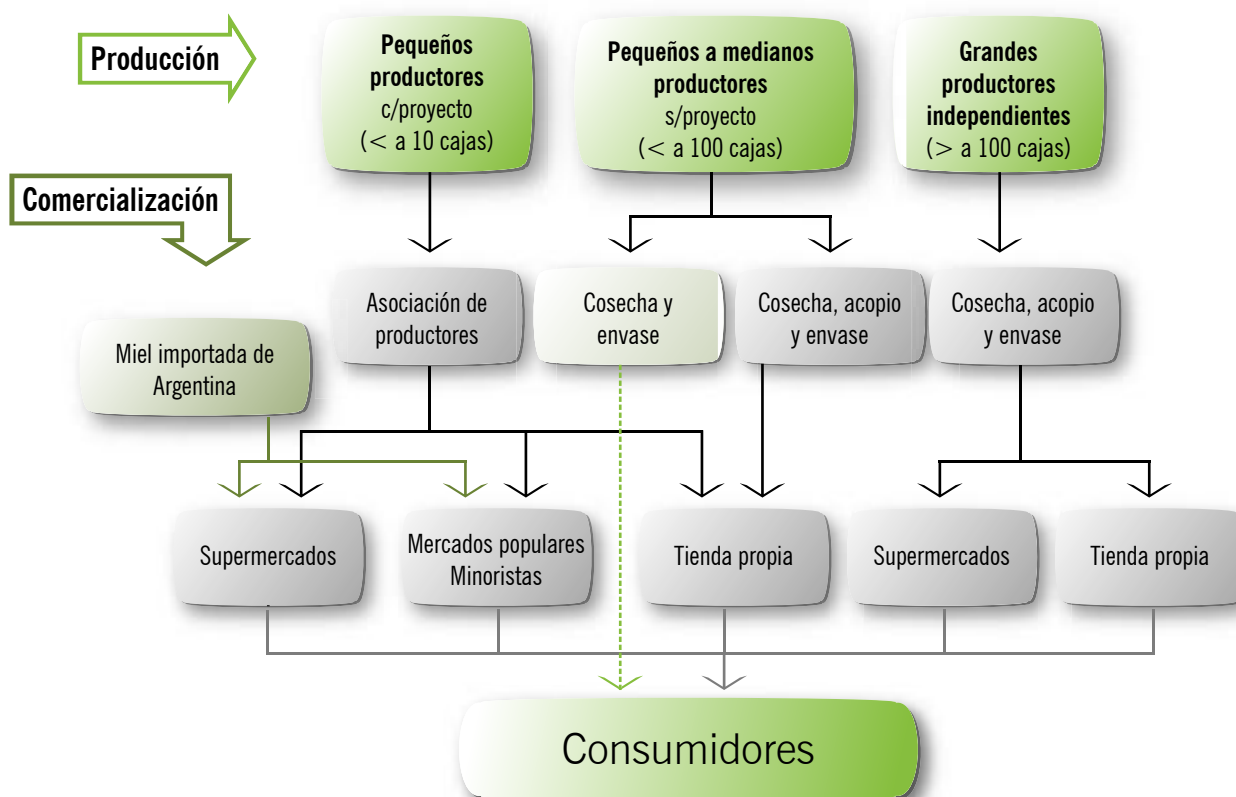 Producción
Pequeños
productores
c/proyecto
(< a 10 cajas)
Pequeños a medianos
productores
s/proyecto
(< a 100 cajas)
Grandes
productores
independientes
(> a 100 cajas)
Comercialización
Miel importada de
Argentina
Asociación de
productores
Cosecha y
envase
Cosecha, acopio
y envase
Cosecha, acopio
y envase
Supermercados
Mercados populares
Minoristas
Tienda propia
Supermercados
Tienda propia
Consumidores